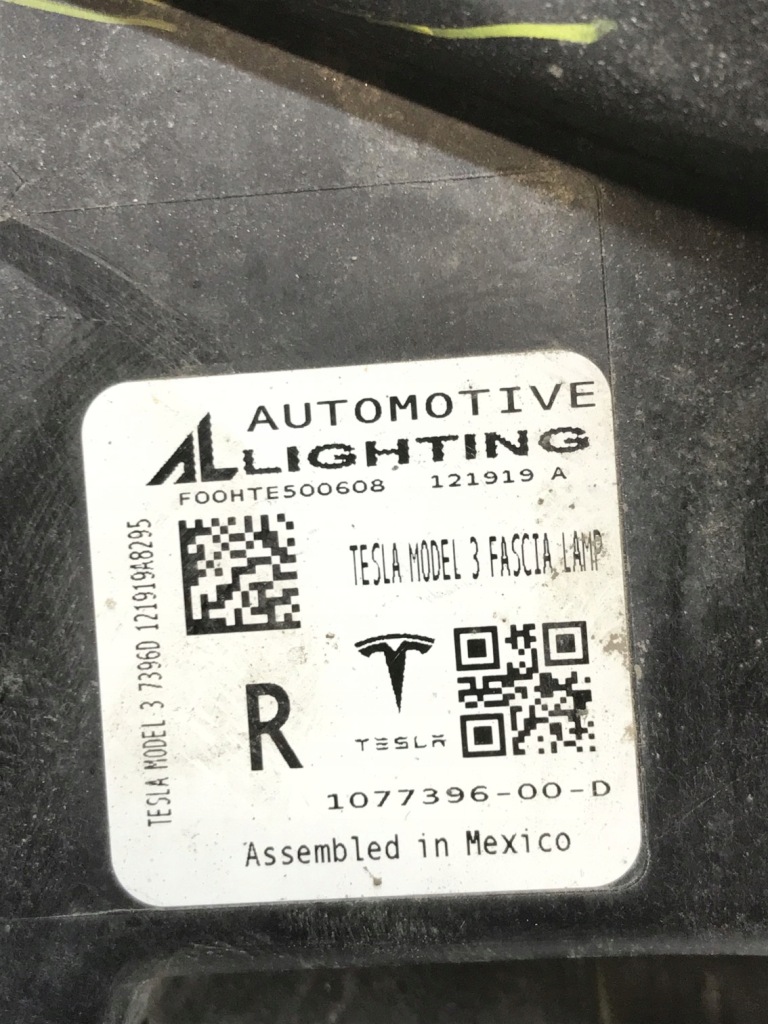 AUTOMOTIVE
AL LIGHTING
F00HTE500608 121919 A
TESLA MODEL 3 7396D 121919A8295
TESLA MODEL 3 FASCIA LAMP
R
TESLA
1077396-00-D
Assembled in Mexico